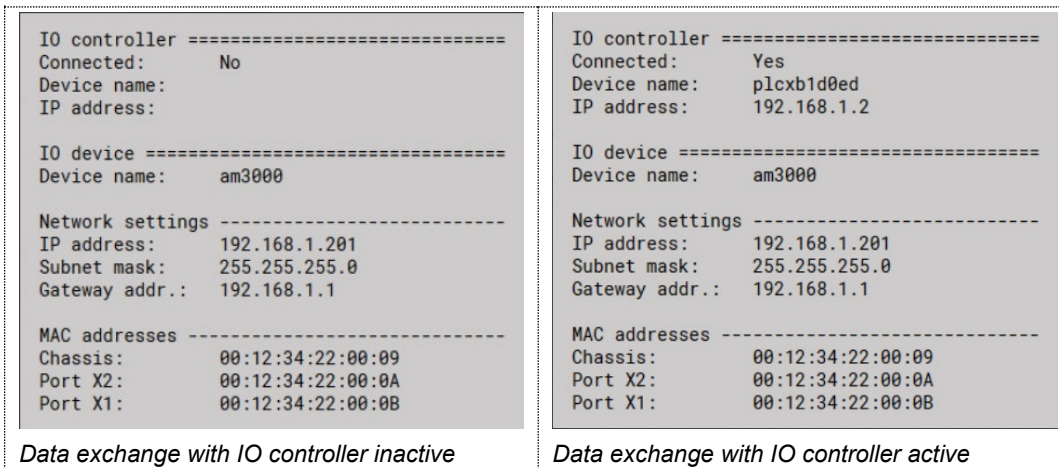 IO controller ==============================
Connected: No
Device name:
IP address:
IO device ==================================
Device name: am3000
Network settings ---------------------------
IP address: 192.168.1.201
Subnet mask: 255.255.255.0
Gateway addr.: 192.168.1.1
MAC addresses ------------------------------
Chassis: 00:12:34:22:00:09
Port X2: 00:12:34:22:00:0A
Port X1: 00:12:34:22:00:0B
Data exchange with IO controller inactive
IO controller ==============================
Connected: Yes
Device name: plcxb1d0ed
IP address: 192.168.1.2
IO device ==================================
Device name: am3000
Network settings ---------------------------
IP address: 192.168.1.201
Subnet mask: 255.255.255.0
Gateway addr.: 192.168.1.1
MAC addresses ------------------------------
Chassis: 00:12:34:22:00:09
Port X2: 00:12:34:22:00:0A
Port X1: 00:12:34:22:00:0B
Data exchange with IO controller active